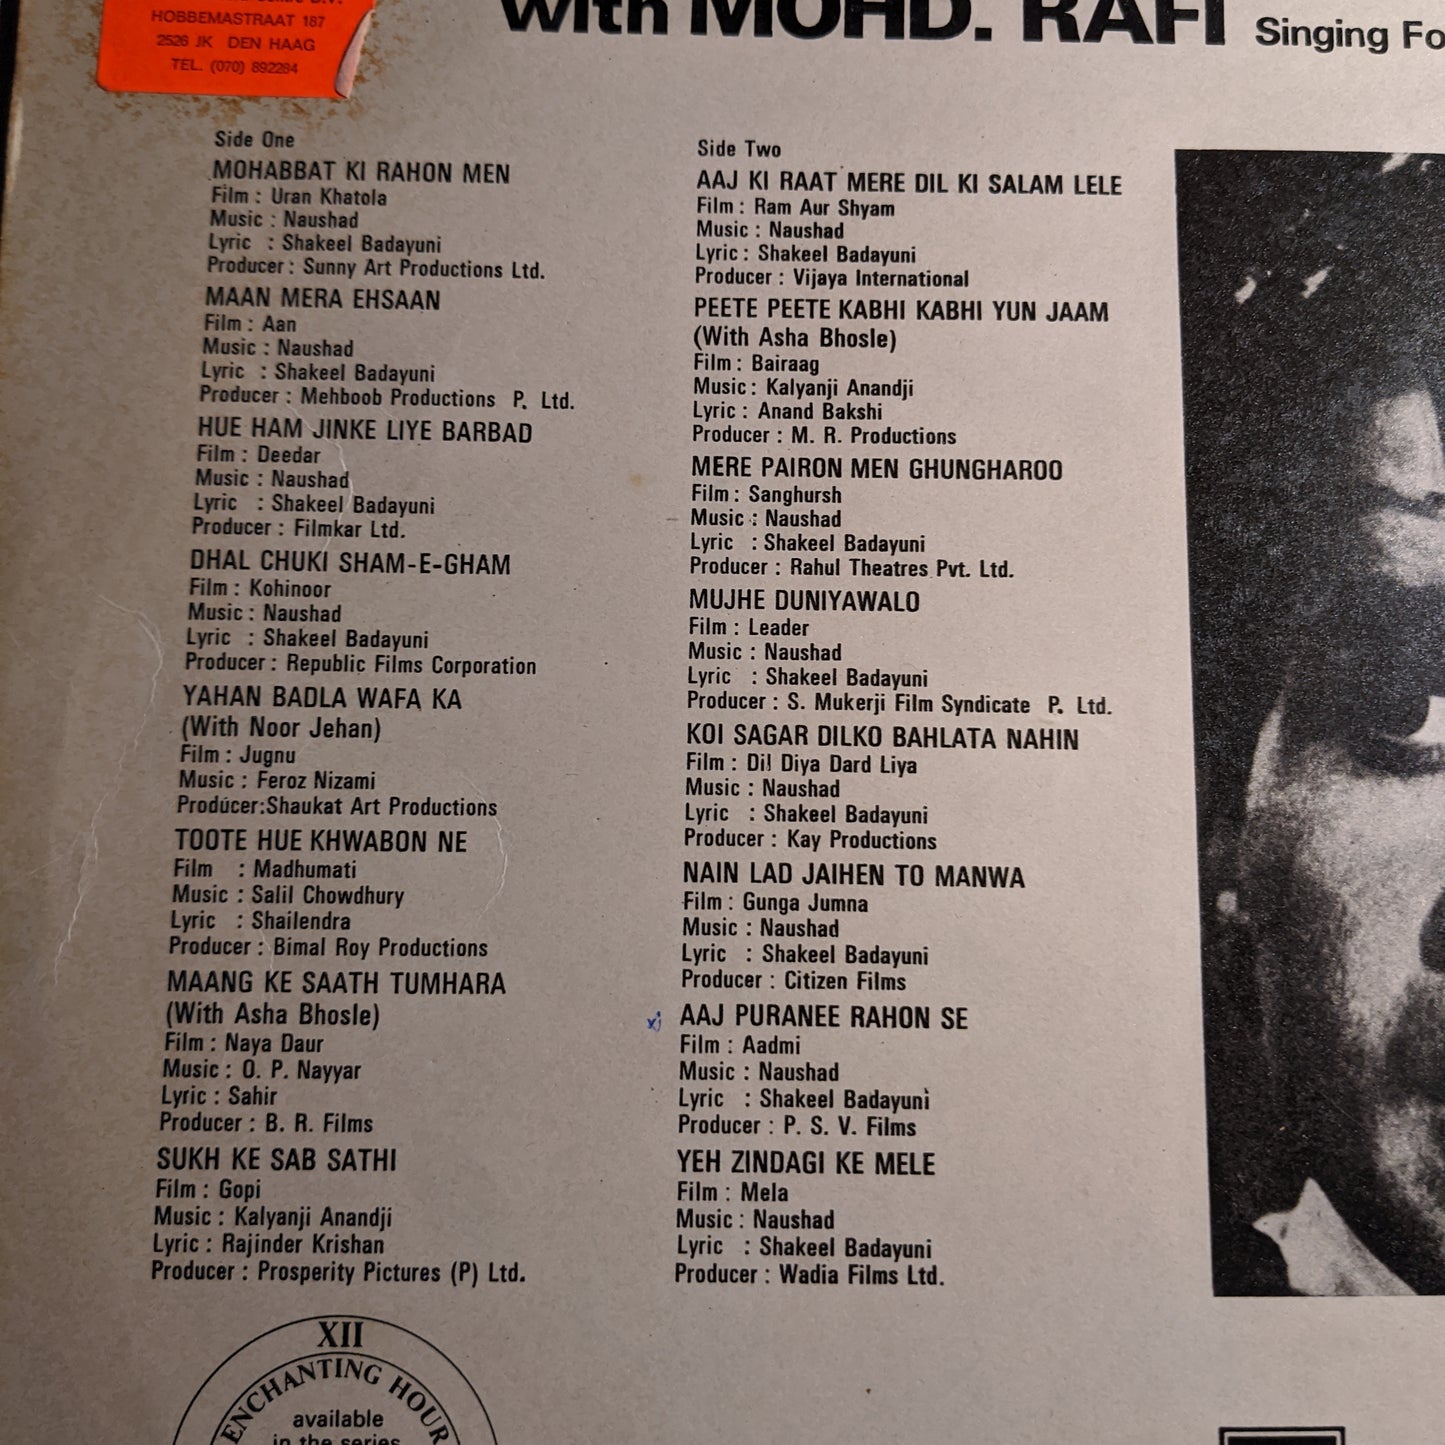 HOBBEMASTRAAT 187
2526 JK DEN HAAG
TEL. (070) 892284
with MOHD. RAFI Singing Fo
Side One
MOHABBAT KI RAHON MEN
Film : Uran Khatola
Music : Naushad
Lyric : Shakeel Badayuni
Producer : Sunny Art Productions Ltd.
MAAN MERA EHSAAN
Film : Aan
Music : Naushad
Lyric : Shakeel Badayuni
Producer : Mehboob Productions P. Ltd.
HUE HAM JINKE LIYE BARBAD
Film : Deedar
Music : Naushad
Lyric : Shakeel Badayuni
Producer : Filmkar Ltd.
DHAL CHUKI SHAM-E-GHAM
Film : Kohinoor
Music : Naushad
Lyric : Shakeel Badayuni
Producer : Republic Films Corporation
YAHAN BADLA WAFA KA
(With Noor Jehan)
Film : Jugnu
Music : Feroz Nizami
Producer:Shaukat Art Productions
TOOTE HUE KHWABON NE
Film : Madhumati
Music : Salil Chowdhury
Lyric : Shailendra
Producer : Bimal Roy Productions
MAANG KE SAATH TUMHARA
(With Asha Bhosle)
Film : Naya Daur
Music : O. P. Nayyar
Lyric : Sahir
Producer : B. R. Films
SUKH KE SAB SATHI
Film : Gopi
Music : Kalyanji Anandji
Lyric : Rajinder Krishan
Producer : Prosperity Pictures (P) Ltd.
Side Two
AAJ KI RAAT MERE DIL KI SALAM LELE
Film : Ram Aur Shyam
Music : Naushad
Lyric : Shakeel Badayuni
Producer : Vijaya International
PEETE PEETE KABHI KABHI YUN JAAM
(With Asha Bhosle)
Film : Bairaag
Music : Kalyanji Anandji
Lyric : Anand Bakshi
Producer : M. R. Productions
MERE PAIRON MEN GHUNGHAROO
Film : Sanghursh
Music : Naushad
Lyric : Shakeel Badayuni
Producer : Rahul Theatres Pvt. Ltd.
MUJHE DUNIYAWALO
Film : Leader
Music : Naushad
Lyric : Shakeel Badayuni
Producer : S. Mukerji Film Syndicate P. Ltd.
KOI SAGAR DILKO BAHLATA NAHIN
Film : Dil Diya Dard Liya
Music : Naushad
Lyric : Shakeel Badayuni
Producer : Kay Productions
NAIN LAD JAIHEN TO MANWA
Film : Gunga Jumna
Music : Naushad
Lyric : Shakeel Badayuni
Producer : Citizen Films
AAJ PURANEE RAHON SE
Film : Aadmi
Music : Naushad
Lyric : Shakeel Badayuni
Producer : P. S. V. Films
YEH ZINDAGI KE MELE
Film : Mela
Music : Naushad
Lyric : Shakeel Badayuni
Producer : Wadia Films Ltd.
XII
ENCHANTING HOUR
available
in the series